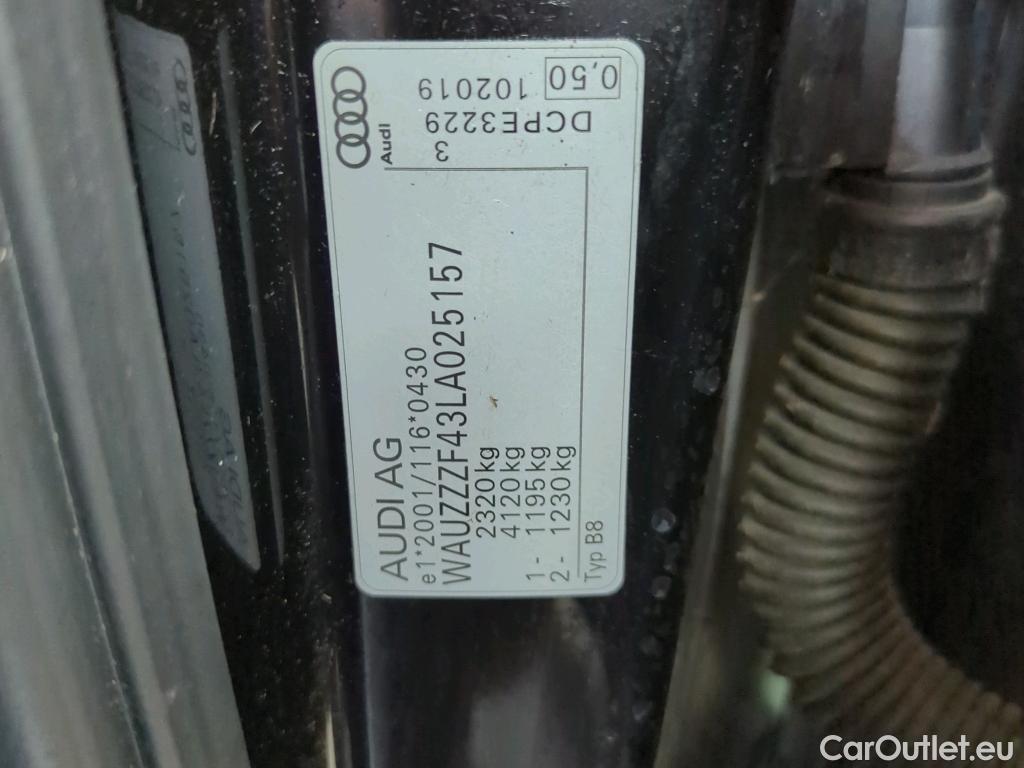 AUDI AG
e1*2001/116*0430
WAUZZZF43LA025157
2320kg
4120kg
1 - 1195kg
2 - 1230kg
Typ B8
Audi
3
DCPE3229
102019
0,50
CarOutlet.eu